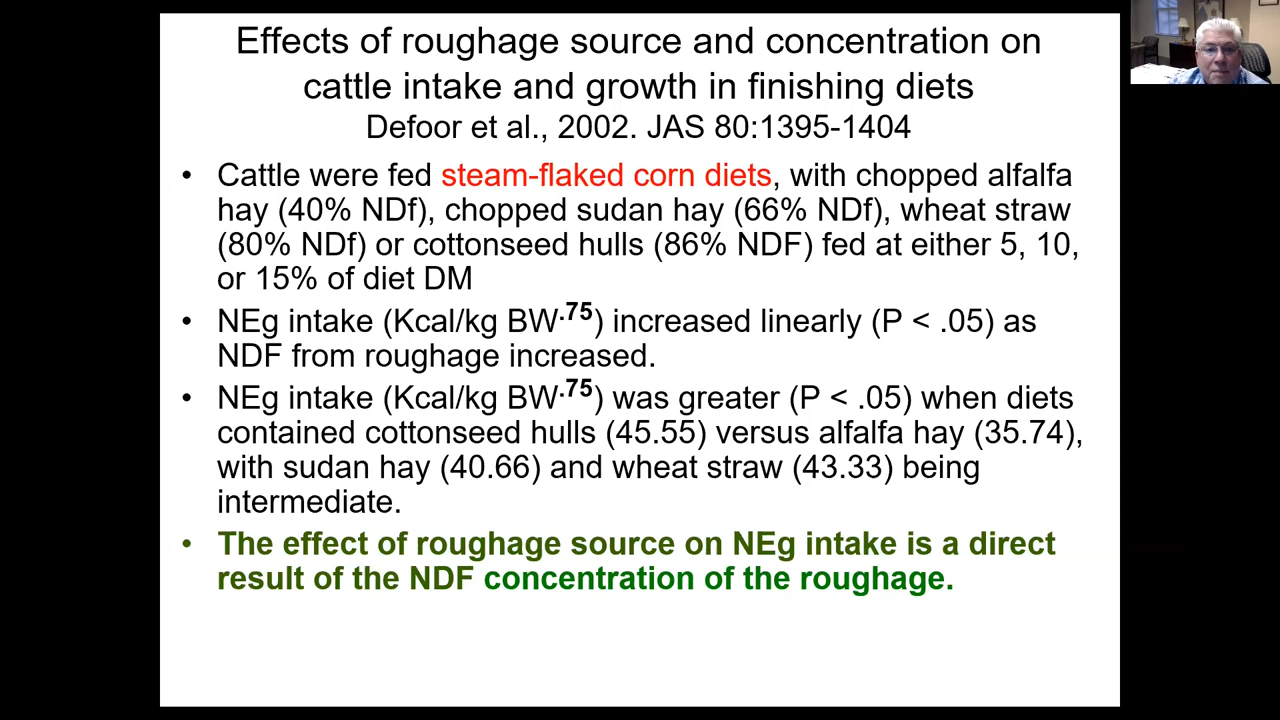 Effects of roughage source and concentration on
cattle intake and growth in finishing diets
Defoor et al., 2002. JAS 80:1395-1404
• Cattle were fed steam-flaked corn diets, with chopped alfalfa
hay (40% NDf), chopped sudan hay (66% NDf), wheat straw
(80% NDf) or cottonseed hulls (86% NDF) fed at either 5, 10,
or 15% of diet DM
• NEg intake (Kcal/kg BW.75) increased linearly (P < .05) as
NDF from roughage increased.
• NEg intake (Kcal/kg BW.75) was greater (P < .05) when diets
contained cottonseed hulls (45.55) versus alfalfa hay (35.74),
with sudan hay (40.66) and wheat straw (43.33) being
intermediate.
• The effect of roughage source on NEg intake is a direct
result of the NDF concentration of the roughage.